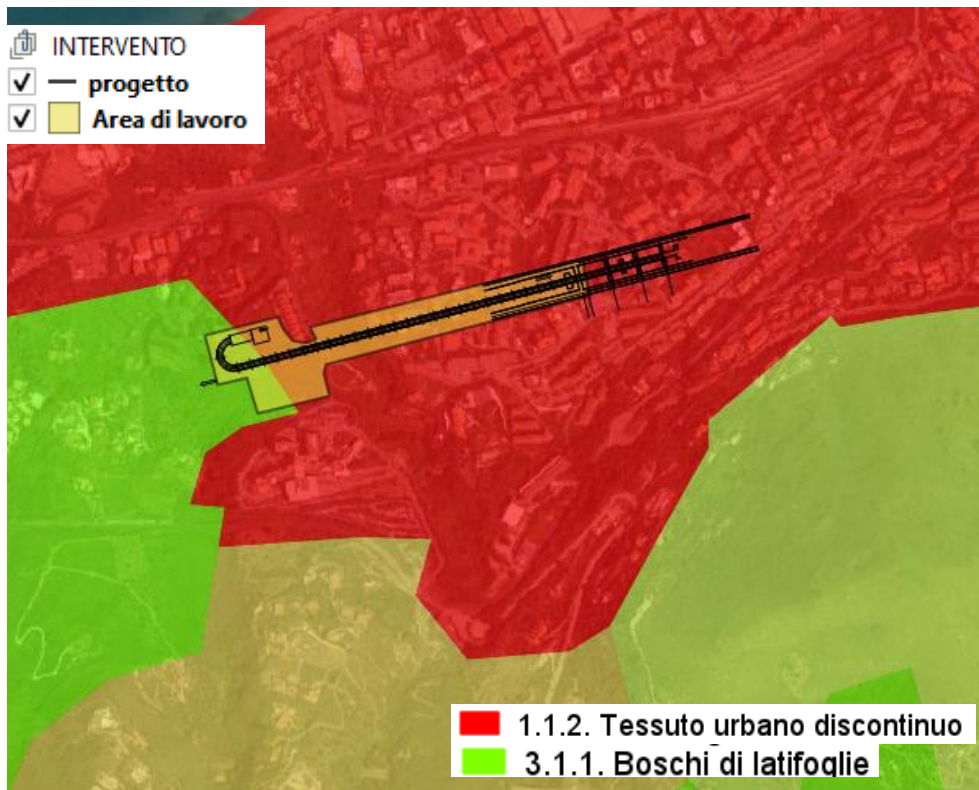 INTERVENTO
progetto
Area di lavoro
1.1.2. Tessuto urbano discontinuo
3.1.1. Boschi di latifoglie